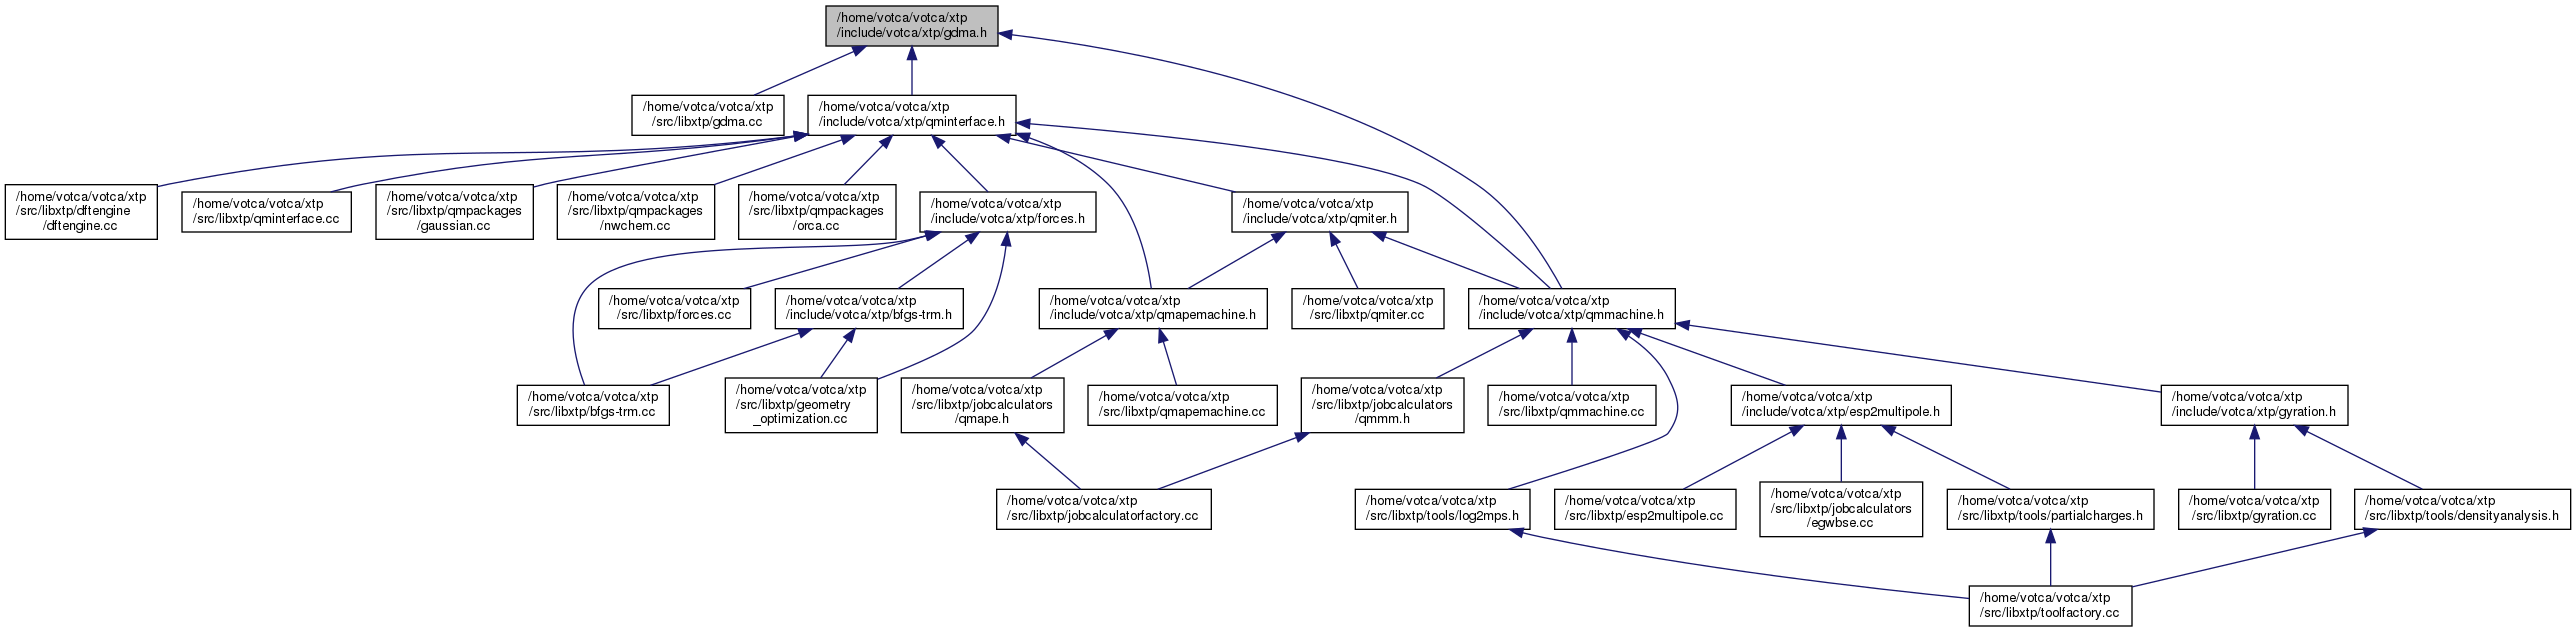 /home/votca/votca/xtp
/include/votca/xtp/gdma.h
/home/votca/votca/xtp
/src/libxtp/gdma.cc
/home/votca/votca/xtp
/include/votca/xtp/qminterface.h
/home/votca/votca/xtp
/src/libxtp/dftengine
/dftengine.cc
/home/votca/votca/xtp
/src/libxtp/qminterface.cc
/home/votca/votca/xtp
/src/libxtp/qmpackages
/gaussian.cc
/home/votca/votca/xtp
/src/libxtp/qmpackages
/nwchem.cc
/home/votca/votca/xtp
/src/libxtp/qmpackages
/orca.cc
/home/votca/votca/xtp
/include/votca/xtp/forces.h
/home/votca/votca/xtp
/include/votca/xtp/qmiter.h
/home/votca/votca/xtp
/src/libxtp/forces.cc
/home/votca/votca/xtp
/include/votca/xtp/bfgs-trm.h
/home/votca/votca/xtp
/include/votca/xtp/qmapemachine.h
/home/votca/votca/xtp
/src/libxtp/qmiter.cc
/home/votca/votca/xtp
/include/votca/xtp/qmmachine.h
/home/votca/votca/xtp
/src/libxtp/bfgs-trm.cc
/home/votca/votca/xtp
/src/libxtp/geometry
_optimization.cc
/home/votca/votca/xtp
/src/libxtp/jobcalculators
/qmape.h
/home/votca/votca/xtp
/src/libxtp/qmapemachine.cc
/home/votca/votca/xtp
/src/libxtp/jobcalculators
/qmmm.h
/home/votca/votca/xtp
/src/libxtp/qmmachine.cc
/home/votca/votca/xtp
/include/votca/xtp/esp2multipole.h
/home/votca/votca/xtp
/include/votca/xtp/gyration.h
/home/votca/votca/xtp
/src/libxtp/jobcalculatorfactory.cc
/home/votca/votca/xtp
/src/libxtp/tools/log2mps.h
/home/votca/votca/xtp
/src/libxtp/esp2multipole.cc
/home/votca/votca/xtp
/src/libxtp/jobcalculators
/egwbse.cc
/home/votca/votca/xtp
/src/libxtp/tools/partialcharges.h
/home/votca/votca/xtp
/src/libxtp/gyration.cc
/home/votca/votca/xtp
/src/libxtp/tools/densityanalysis.h
/home/votca/votca/xtp
/src/libxtp/toolfactory.cc